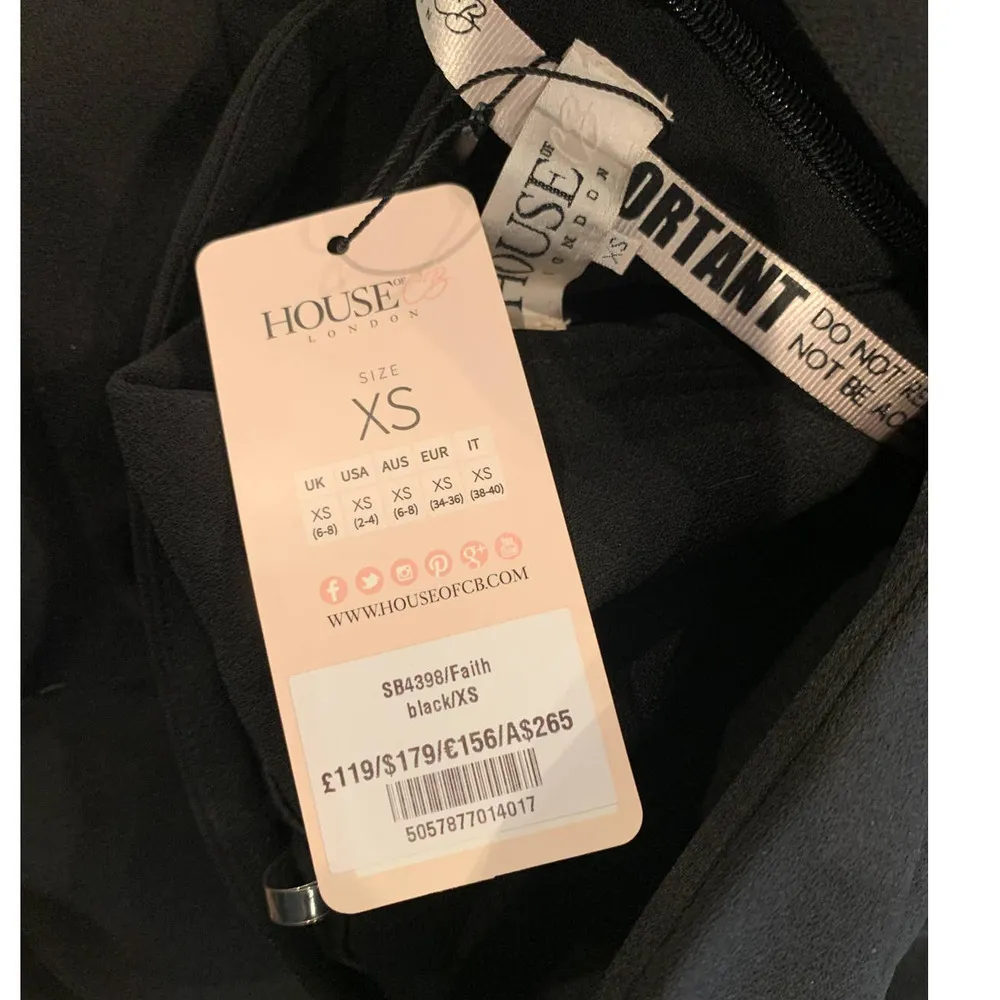 HOUSE OF CB
LONDON
SIZE
XS
UK USA AUS EUR IT
XS XS XS XS XS
(6-8) (2-4) (6-8) (34-36) (38-40)
WWW.HOUSEOFCB.COM
SB4398/Faith
black/XS
£119/$179/€156/A$265
5057877014017
HOUSE OF CB
LONDON
XS
ORTANT
DO NOT
NOT BE